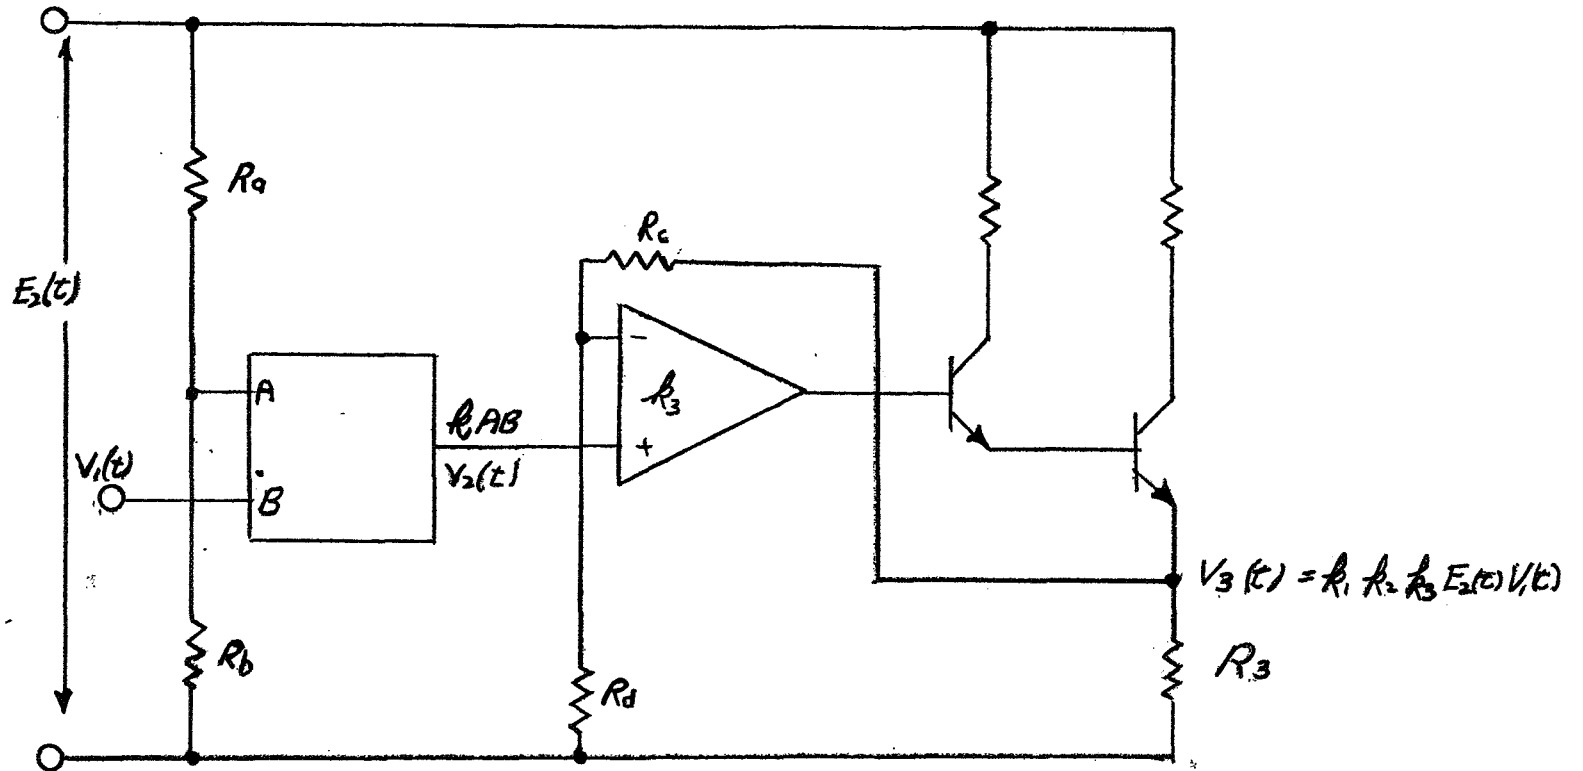 Ra
Rc
E₂(t)
-
k₃
A
kAB
+
V₁(t)
V₂(t)
B
V₃(t) = k₁ k₂ k₃ E₂(t) V₁(t)
Rb
R₃
Rd